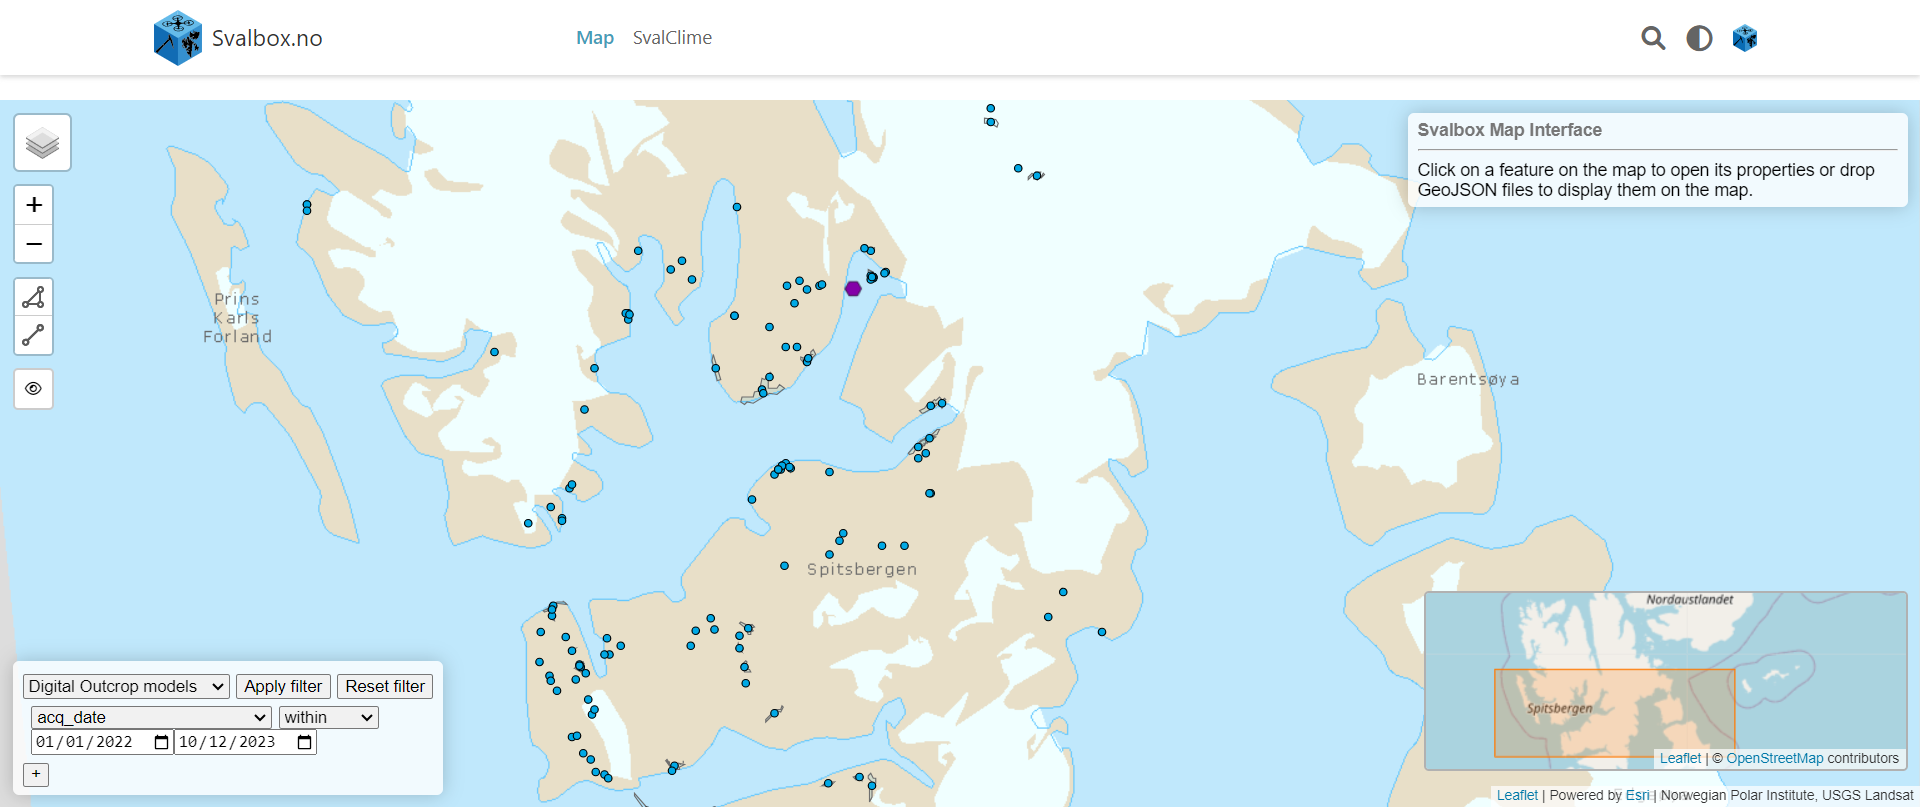 Svalbox.no
Map
SvalClime
Svalbox Map Interface
Click on a feature on the map to open its properties or drop
GeoJSON files to display them on the map.
+
−
Prins
Karls
Forland
Barentsøya
Spitsbergen
Nordaustlandet
Spitsbergen
Leaflet | © OpenStreetMap contributors
Digital Outcrop models
Apply filter
Reset filter
acq_date
within
01/01/2022
10/12/2023
+
Leaflet | Powered by Esri | Norwegian Polar Institute, USGS Landsat